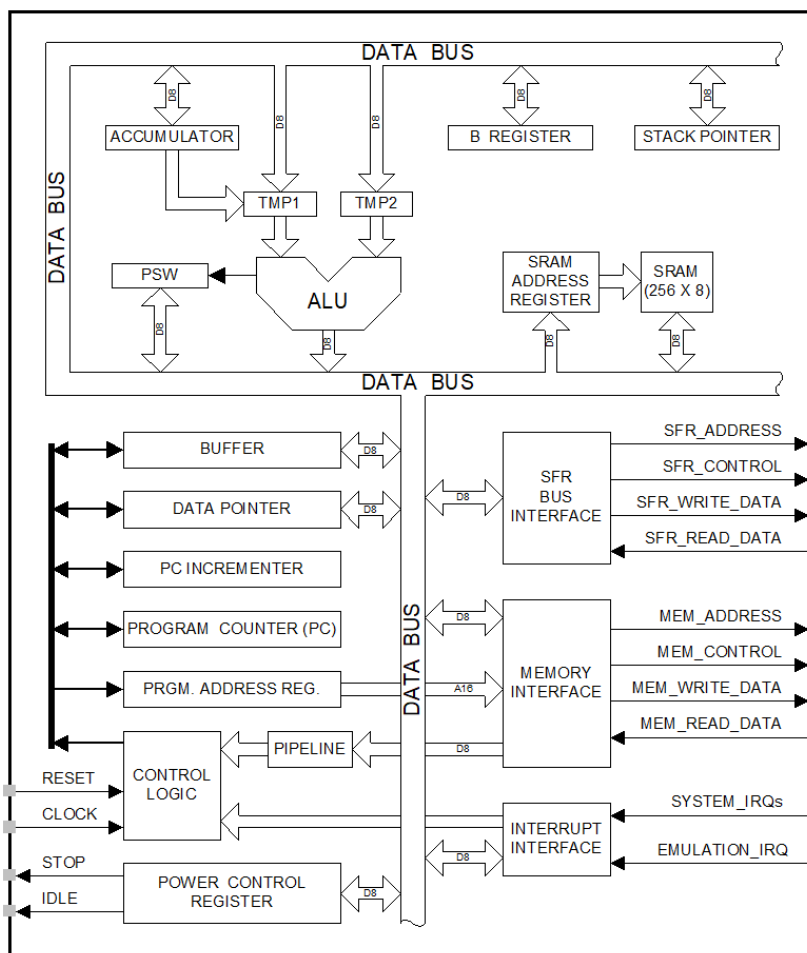 DATA BUS
D8
D8
D8
D8
D8
ACCUMULATOR
B REGISTER
STACK POINTER
DATA BUS
TMP1
TMP2
PSW
ALU
SRAM
ADDRESS
REGISTER
SRAM
(256 X 8)
D8
D8
D8
D8
DATA BUS
BUFFER
D8
DATA POINTER
D8
PC INCREMENTER
PROGRAM COUNTER (PC)
PRGM. ADDRESS REG.
A16
DATA BUS
D8
SFR
BUS
INTERFACE
SFR_ADDRESS
SFR_CONTROL
SFR_WRITE_DATA
SFR_READ_DATA
D8
MEMORY
INTERFACE
MEM_ADDRESS
MEM_CONTROL
MEM_WRITE_DATA
MEM_READ_DATA
CONTROL
LOGIC
PIPELINE
D8
RESET
CLOCK
INTERRUPT
INTERFACE
D8
SYSTEM_IRQs
EMULATION_IRQ
STOP
IDLE
POWER CONTROL
REGISTER
D8